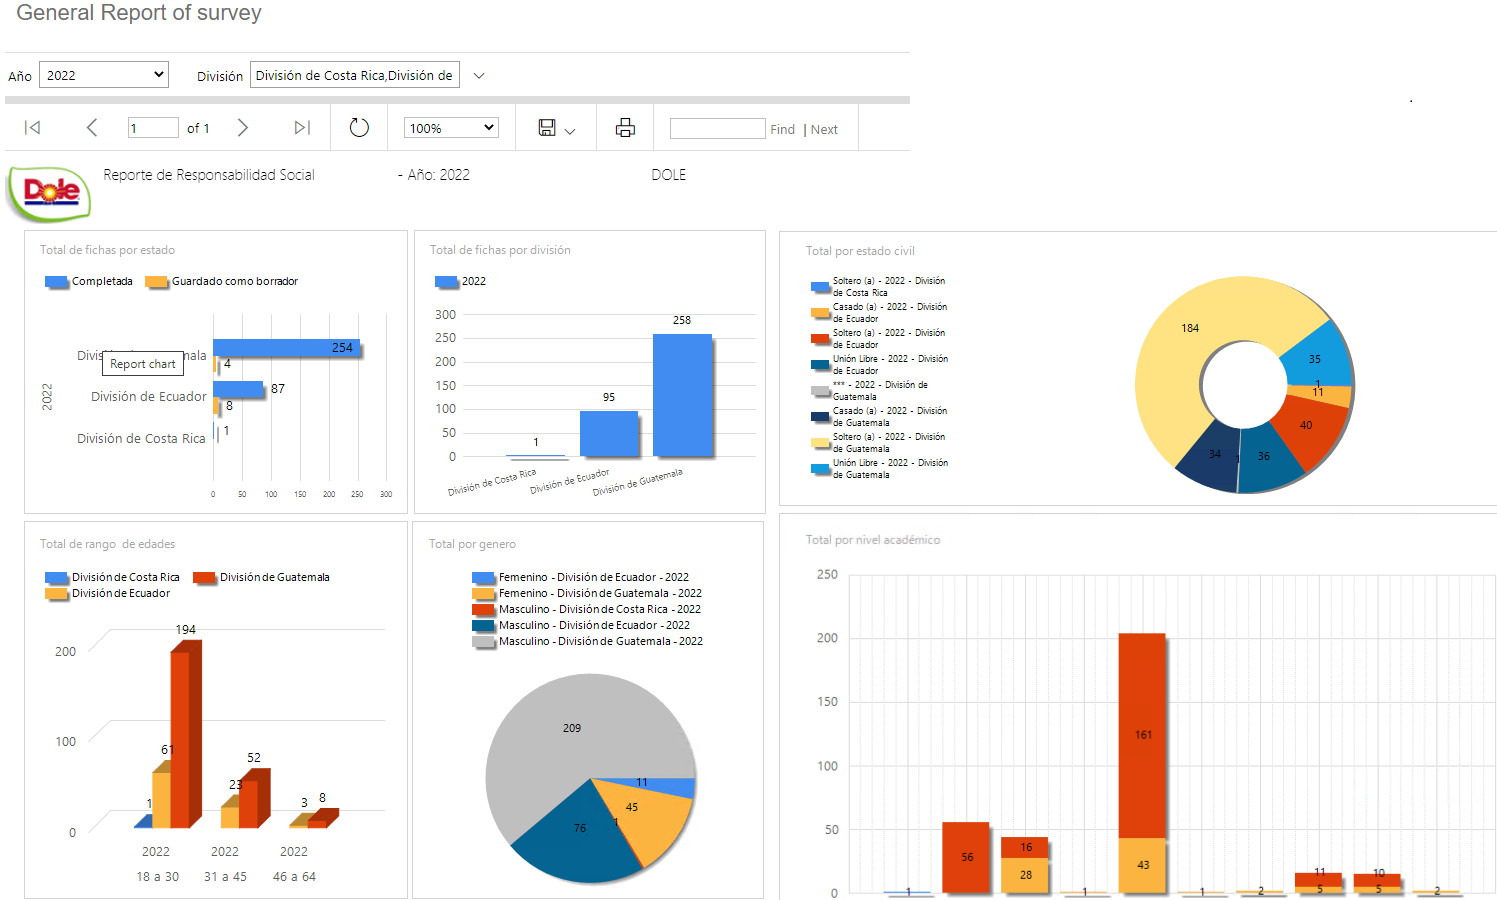 General Report of survey
Año 2022 División División de Costa Rica,División de
1 of 1 100% Find | Next
Dole
Reporte de Responsabilidad Social - Año: 2022 DOLE
Total de fichas por estado
Completada Guardado como borrador
254
4
Report chart
87
División de Ecuador
8
2022
1
División de Costa Rica
0 50 100 150 200 250 300
Total de fichas por división
2022
300
250
200
150
100
50
0
258
95
1
División de Costa Rica
División de Ecuador
División de Guatemala
Total por estado civil
Soltero (a) - 2022 - División
de Costa Rica
Casado (a) - 2022 - División
de Ecuador
Soltero (a) - 2022 - División
de Ecuador
Unión Libre - 2022 - División
de Ecuador
*** - 2022 - División de
Guatemala
Casado (a) - 2022 - División
de Guatemala
Soltero (a) - 2022 - División
de Guatemala
Unión Libre - 2022 - División
de Guatemala
184
35
1
11
40
36
1
34
Total de rango de edades
División de Costa Rica División de Guatemala
División de Ecuador
200
100
0
194
61
1
52
23
3 8
2022 2022 2022
18 a 30 31 a 45 46 a 64
Total por genero
Femenino - División de Ecuador - 2022
Femenino - División de Guatemala - 2022
Masculino - División de Costa Rica - 2022
Masculino - División de Ecuador - 2022
Masculino - División de Guatemala - 2022
209
11
45
1
76
Total por nivel académico
250
200
150
100
50
0
161
43
56
16
28
11
5
10
5
1 1 1 2 2